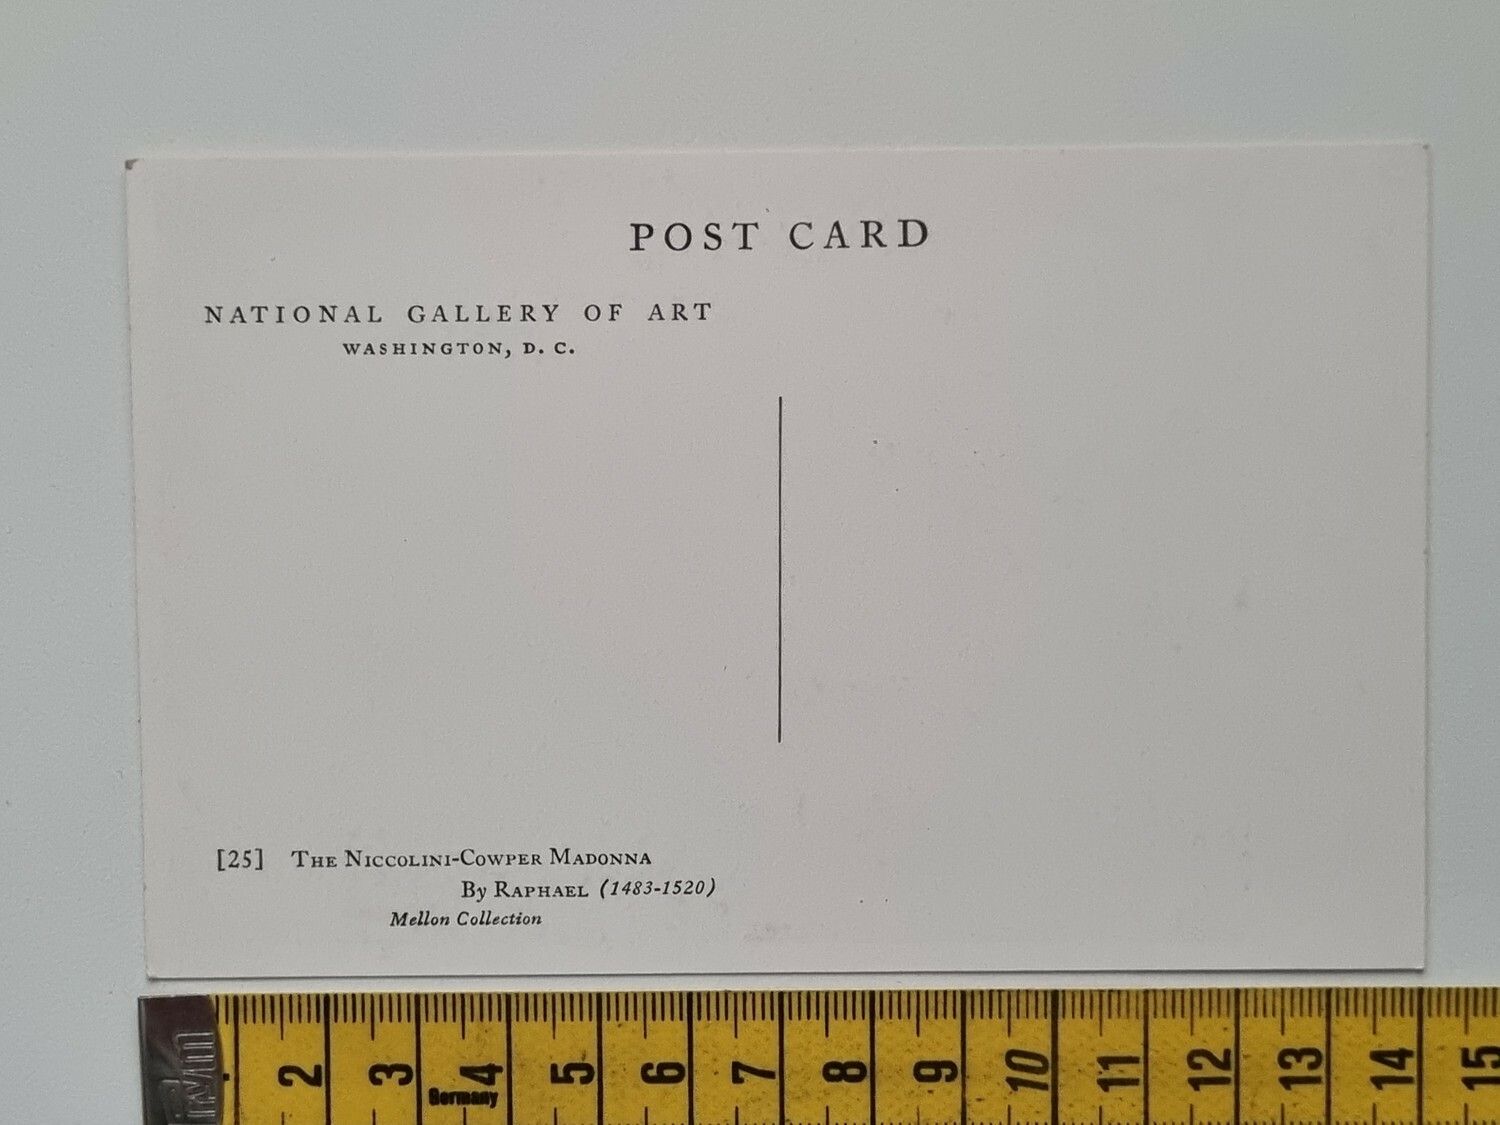 POST CARD
NATIONAL GALLERY OF ART
WASHINGTON, D. C.
[25] THE NICCOLINI-COWPER MADONNA
By RAPHAEL (1483-1520)
Mellon Collection
2 3 4 5 6 7 8 9 10 11 12 13 14 15
Germany